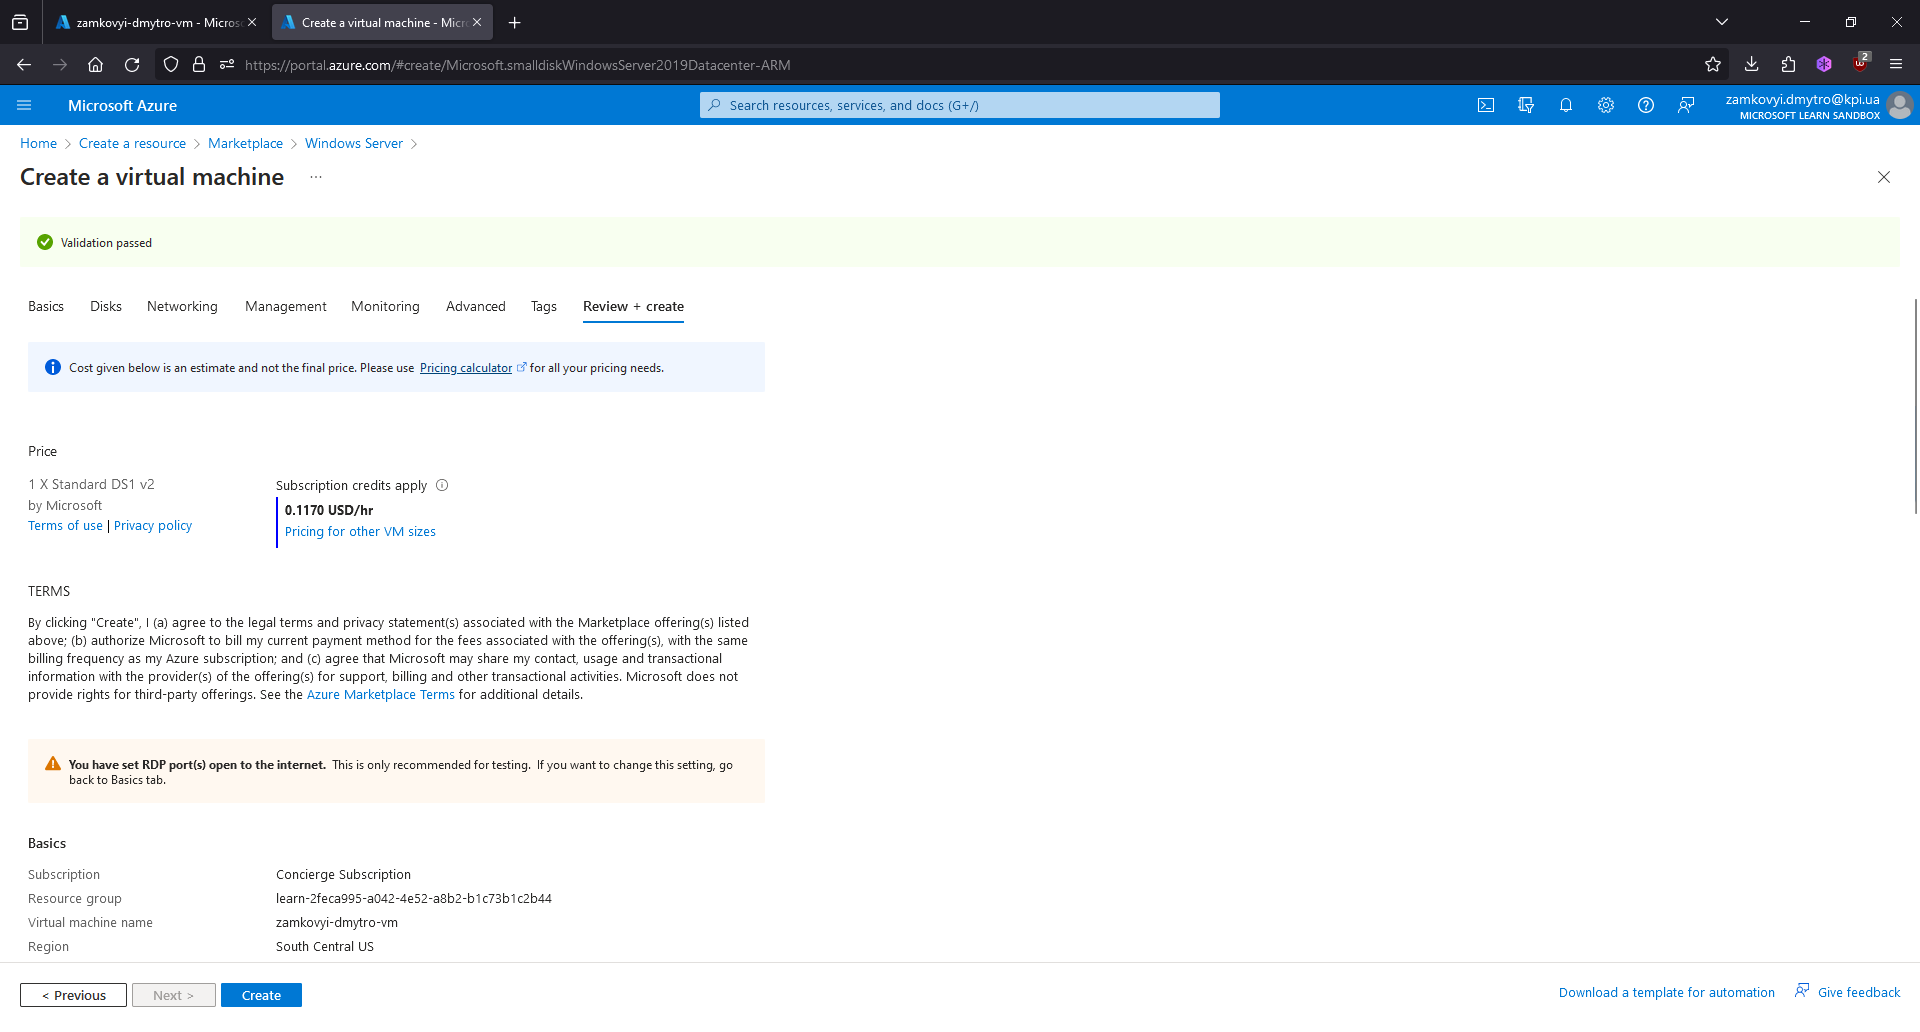 zamkovyi-dmytro-vm - Micros
Create a virtual machine - Micr
https://portal.azure.com/#create/Microsoft.smalldiskWindowsServer2019Datacenter-ARM
2
Microsoft Azure
Search resources, services, and docs (G+/)
zamkovyi.dmytro@kpi.ua
MICROSOFT LEARN SANDBOX
Home > Create a resource > Marketplace > Windows Server >
Create a virtual machine ...
Validation passed
Basics Disks Networking Management Monitoring Advanced Tags Review + create
Cost given below is an estimate and not the final price. Please use Pricing calculator for all your pricing needs.
Price
1 X Standard DS1 v2
by Microsoft
Terms of use | Privacy policy
Subscription credits apply
0.1170 USD/hr
Pricing for other VM sizes
TERMS
By clicking "Create", I (a) agree to the legal terms and privacy statement(s) associated with the Marketplace offering(s) listed
above; (b) authorize Microsoft to bill my current payment method for the fees associated with the offering(s), with the same
billing frequency as my Azure subscription; and (c) agree that Microsoft may share my contact, usage and transactional
information with the provider(s) of the offering(s) for support, billing and other transactional activities. Microsoft does not
provide rights for third-party offerings. See the Azure Marketplace Terms for additional details.
You have set RDP port(s) open to the internet. This is only recommended for testing. If you want to change this setting, go
back to Basics tab.
Basics
Subscription Concierge Subscription
Resource group learn-2feca995-a042-4e52-a8b2-b1c73b1c2b44
Virtual machine name zamkovyi-dmytro-vm
Region South Central US
< Previous Next > Create
Download a template for automation Give feedback